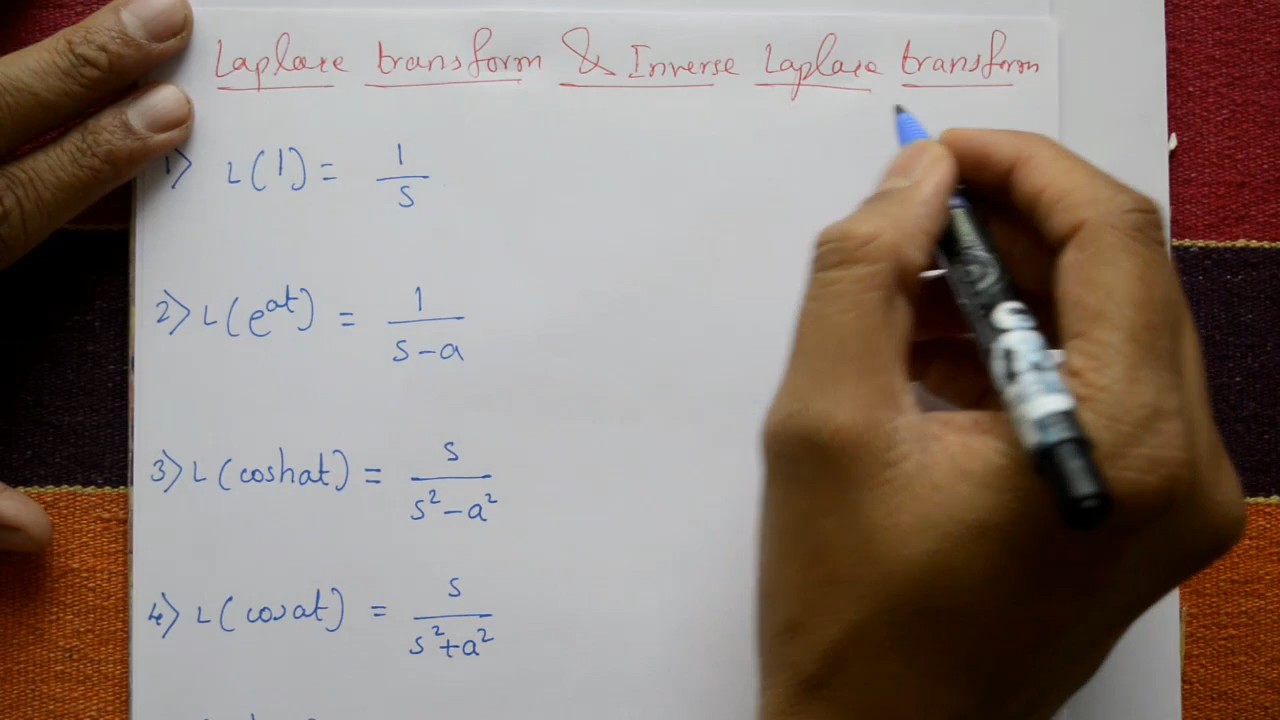 Laplace transform & Inverse Laplace transform
1) L(1) = 1/s
2) L(e^at) = 1/(s-a)
3) L(coshat) = s/(s²-a²)
4) L(cosat) = s/(s²+a²)